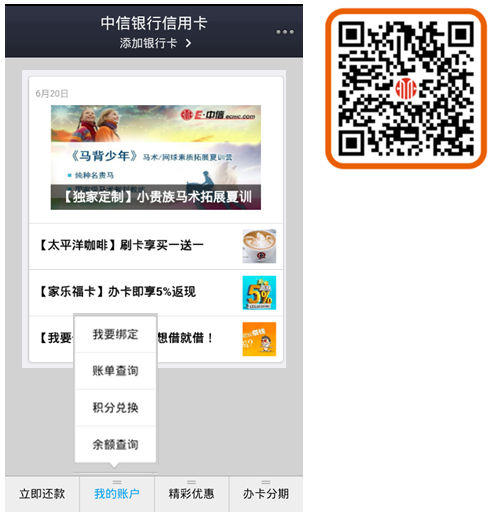 中信银行信用卡
添加银行卡
6月20日
E·中信 ECITIC.COM
《马背少年》马术/网球素质拓展夏训营
纯种名贵马
【独家定制】小贵族马术拓展夏训
【太平洋咖啡】刷卡享买一送一
【家乐福卡】办卡即享5%返现
5%
【我要
想借就借！
我要绑定
账单查询
积分兑换
余额查询
立即还款
我的账户
精彩优惠
办卡分期